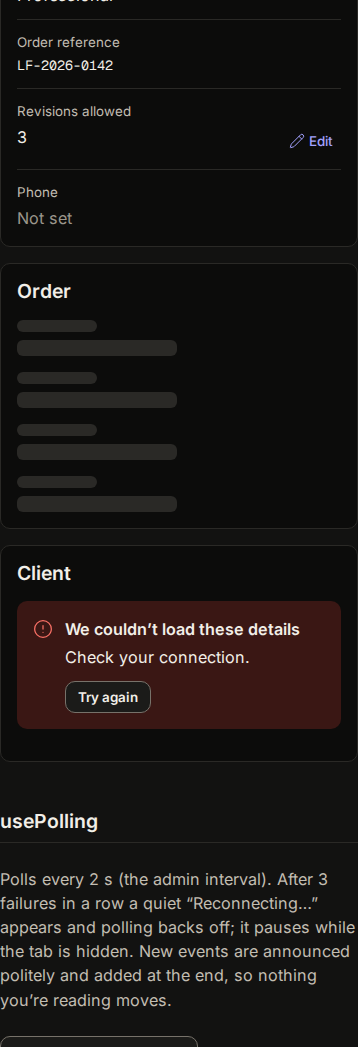 Professional
Order reference
LF-2026-0142
Revisions allowed
3
Edit
Phone
Not set
Order
Client
We couldn’t load these details
Check your connection.
Try again
usePolling
Polls every 2 s (the admin interval). After 3
failures in a row a quiet “Reconnecting…”
appears and polling backs off; it pauses while
the tab is hidden. New events are announced
politely and added at the end, so nothing
you’re reading moves.